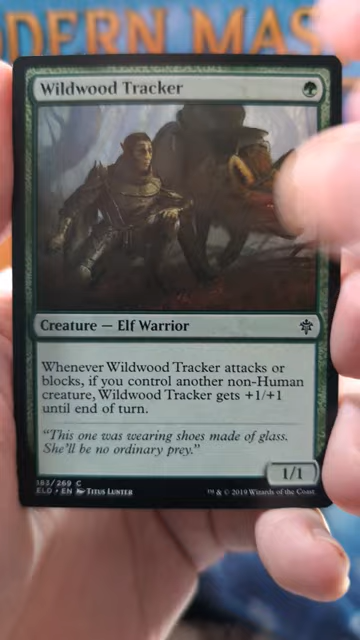 ODERN MAS
Wildwood Tracker
Creature — Elf Warrior
Whenever Wildwood Tracker attacks or
blocks, if you control another non-Human
creature, Wildwood Tracker gets +1/+1
until end of turn.
"This one was wearing shoes made of glass.
She'll be no ordinary prey."
1/1
183/269 C
ELD • EN Titus Lunter
™ & © 2019 Wizards of the Coast